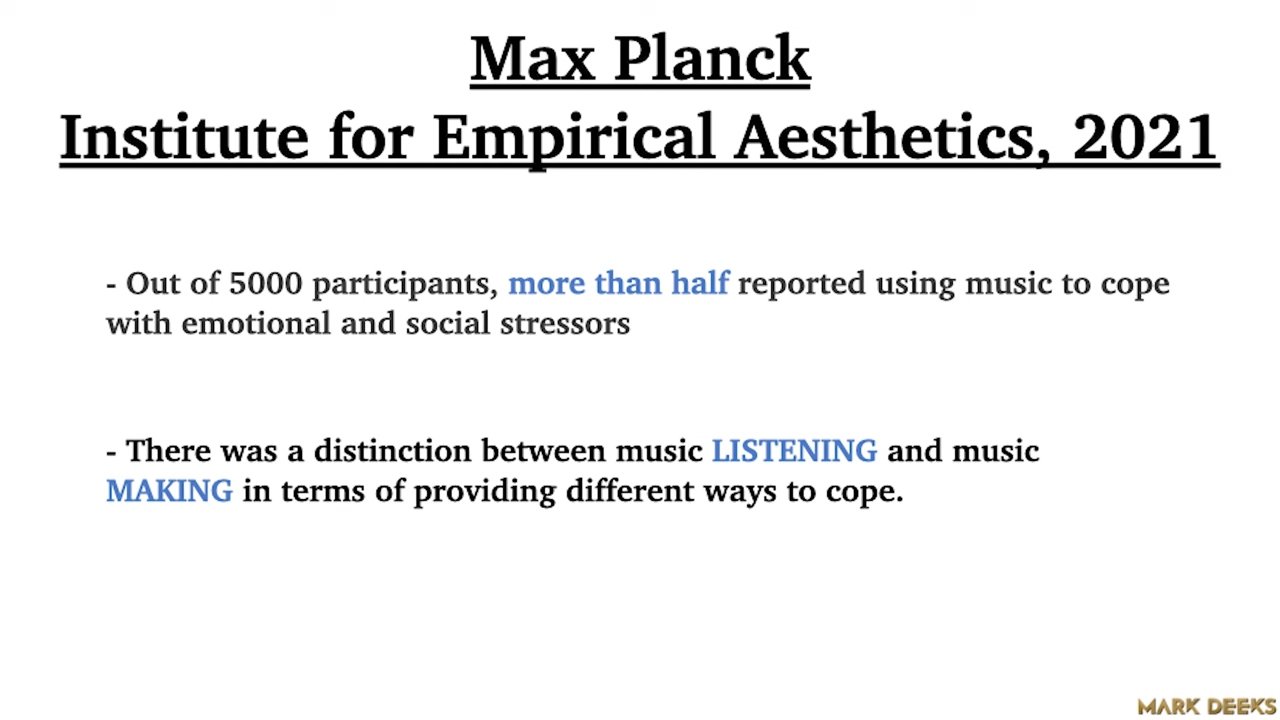 Max Planck
Institute for Empirical Aesthetics, 2021
- Out of 5000 participants, more than half reported using music to cope
with emotional and social stressors
- There was a distinction between music LISTENING and music
MAKING in terms of providing different ways to cope.
MARK DEEKS